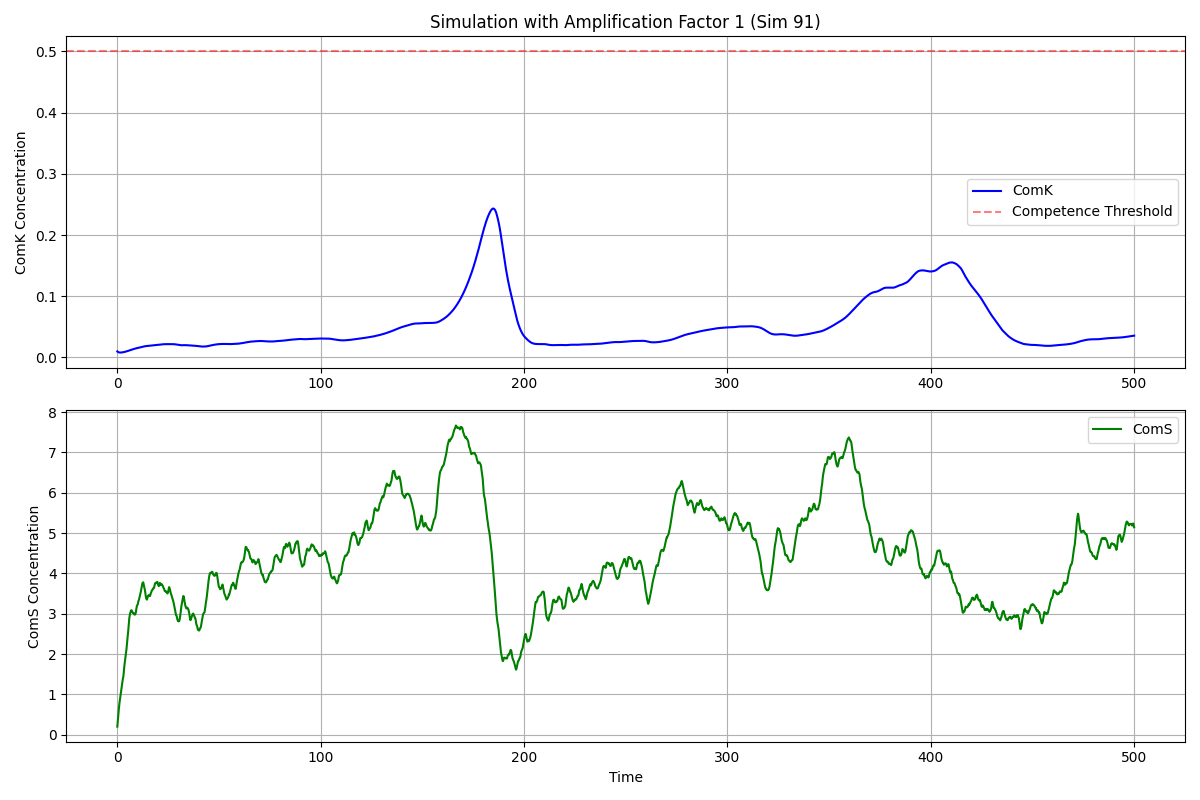 Simulation with Amplification Factor 1 (Sim 91)
ComK Concentration
0.5
0.4
0.3
0.2
0.1
0.0
ComK
Competence Threshold
0 100 200 300 400 500
ComS Concentration
8
7
6
5
4
3
2
1
0
ComS
0 100 200 300 400 500
Time